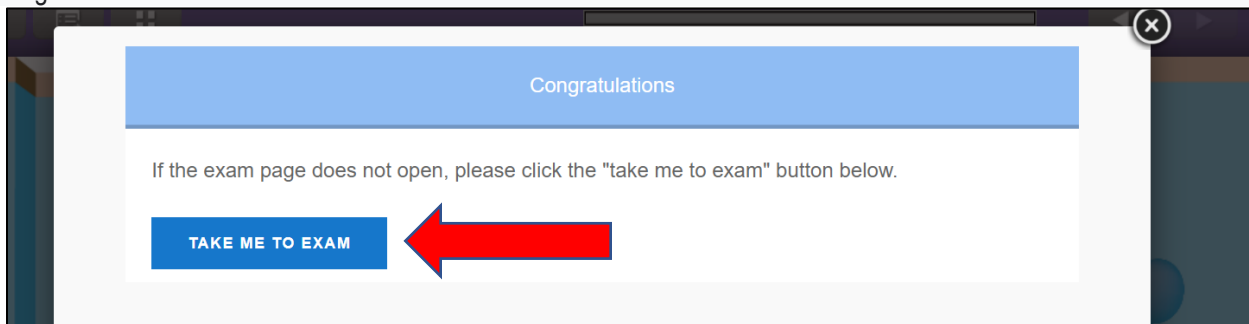 Congratulations
If the exam page does not open, please click the "take me to exam" button below.
TAKE ME TO EXAM